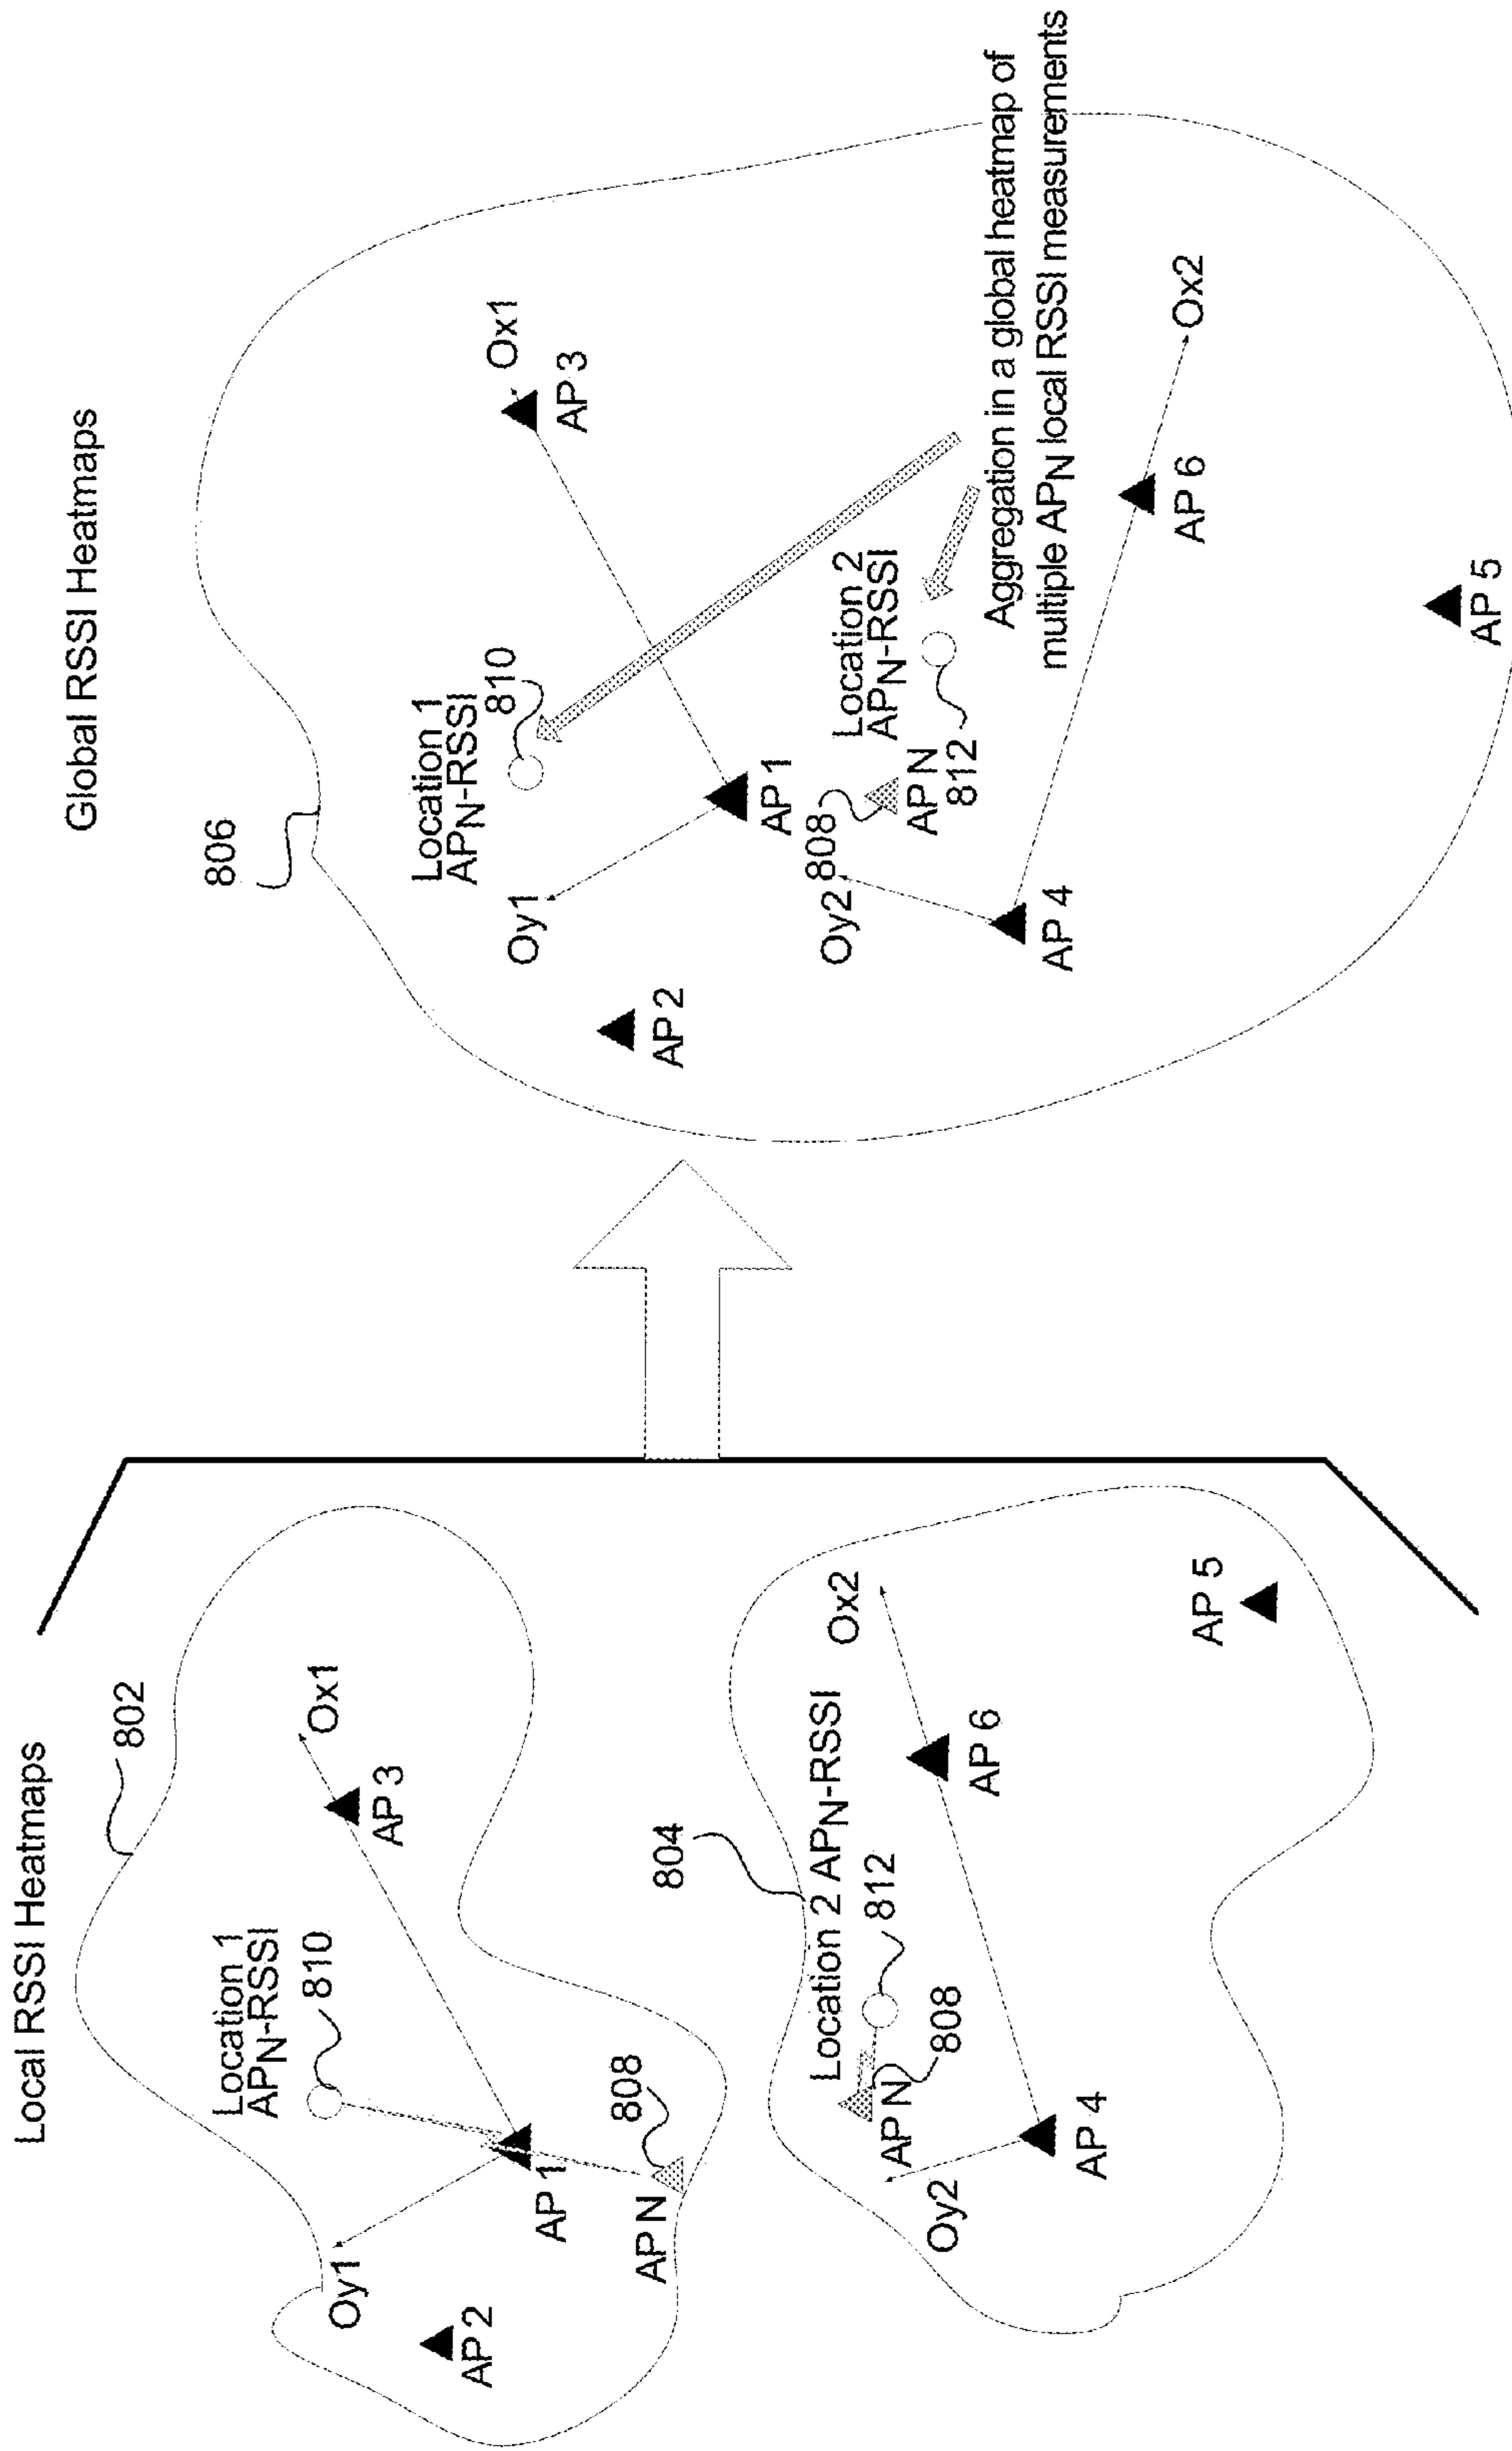 Local RSSI Heatmaps
802
Ox1
AP 3
Location 1
APN-RSSI
810
Oy1
AP 1
AP 2
AP N
808
804
Location 2 APN-RSSI
812
Ox2
AP 6
AP N
808
Oy2
AP 4
AP 5
Global RSSI Heatmaps
806
Ox1
AP 3
Location 1
APN-RSSI
810
Oy1
AP 1
AP 2
Location 2
APN-RSSI
808
AP N
812
Oy2
AP 4
Aggregation in a global heatmap of
multiple APN local RSSI measurements
Ox2
AP 6
AP 5